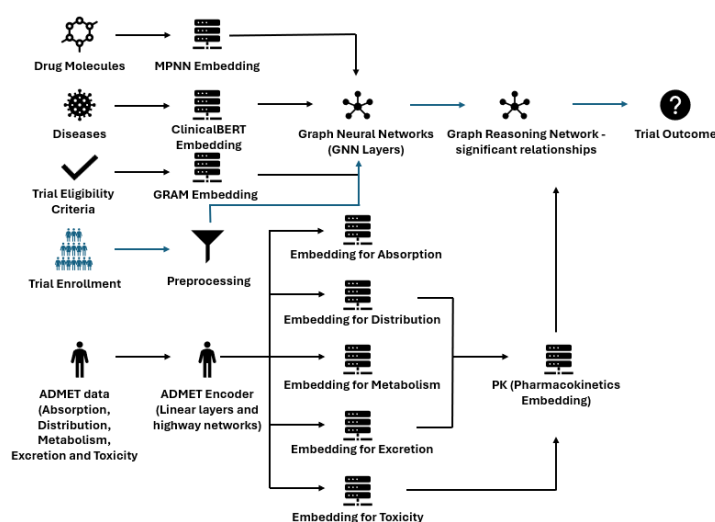 Drug Molecules
MPNN Embedding
Diseases
ClinicalBERT
Embedding
Graph Neural Networks
(GNN Layers)
Graph Reasoning Network -
significant relationships
?
Trial Outcome
Trial Eligibility
Criteria
GRAM Embedding
Trial Enrollment
Preprocessing
Embedding for Absorption
Embedding for Distribution
ADMET data
(Absorption,
Distribution,
Metabolism,
Excretion and Toxicity
ADMET Encoder
(Linear layers and
highway networks)
Embedding for Metabolism
PK (Pharmacokinetics
Embedding)
Embedding for Excretion
Embedding for Toxicity